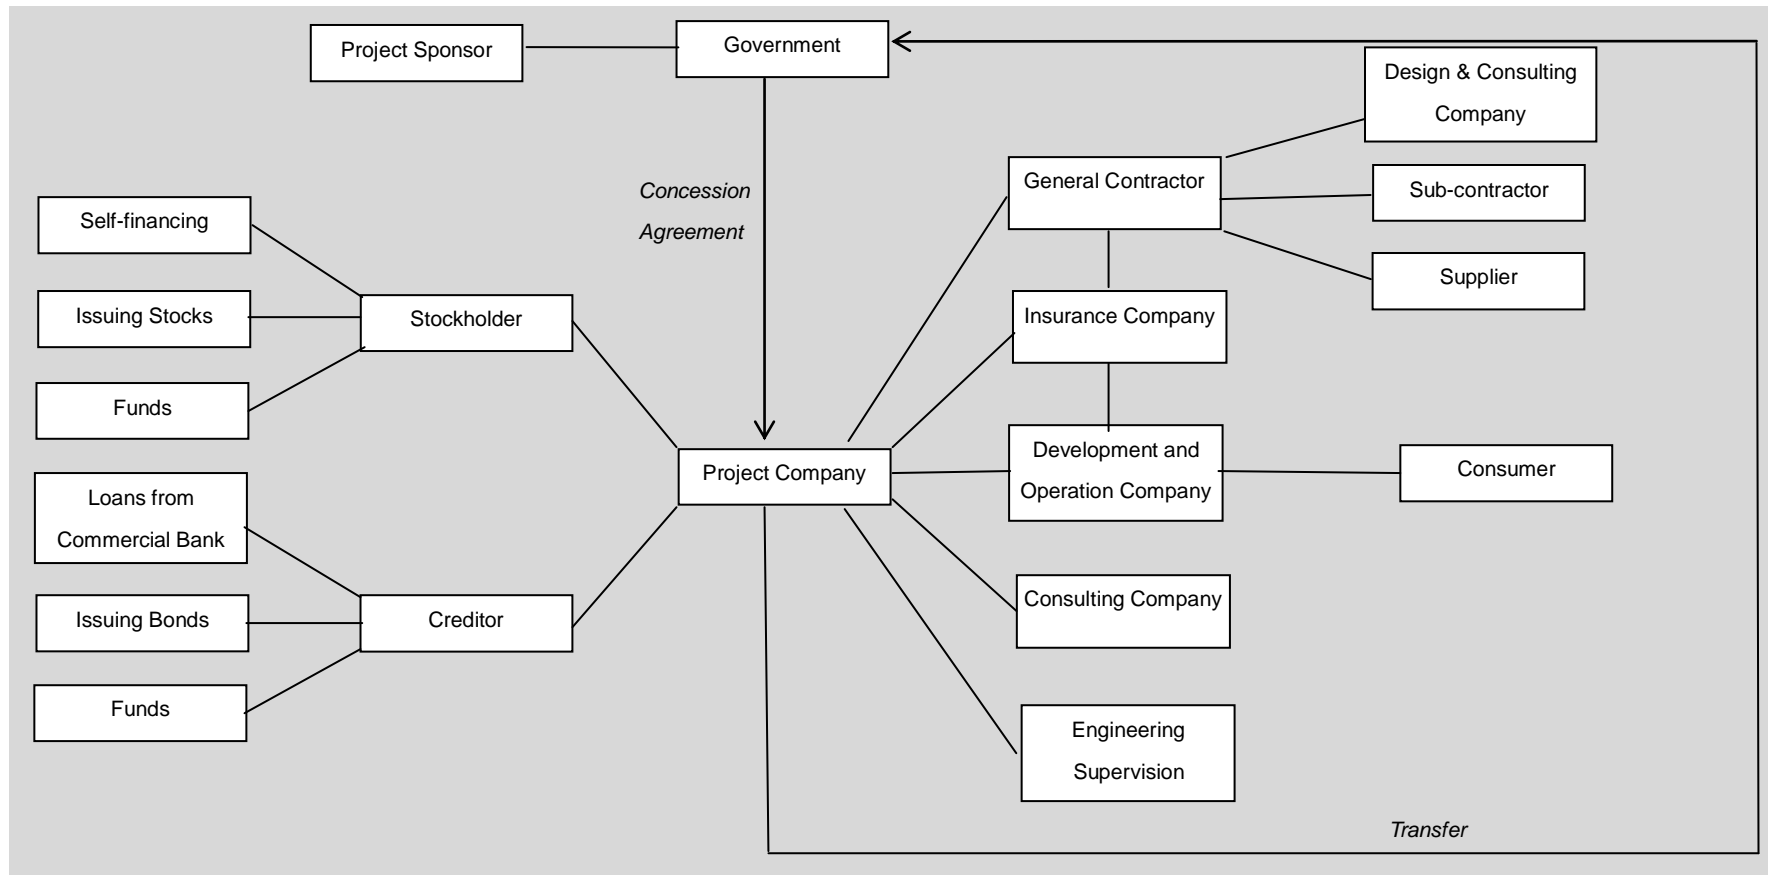 Project Sponsor
Government
Design & Consulting
Company
General Contractor
Sub-contractor
Concession
Agreement
Self-financing
Supplier
Issuing Stocks
Stockholder
Insurance Company
Funds
Development and
Operation Company
Project Company
Consumer
Loans from
Commercial Bank
Issuing Bonds
Creditor
Consulting Company
Funds
Engineering
Supervision
Transfer